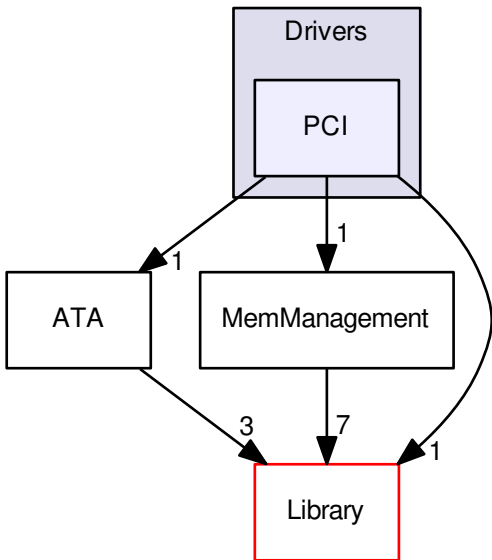 Drivers
PCI
1
1
ATA
MemManagement
3
7
1
Library